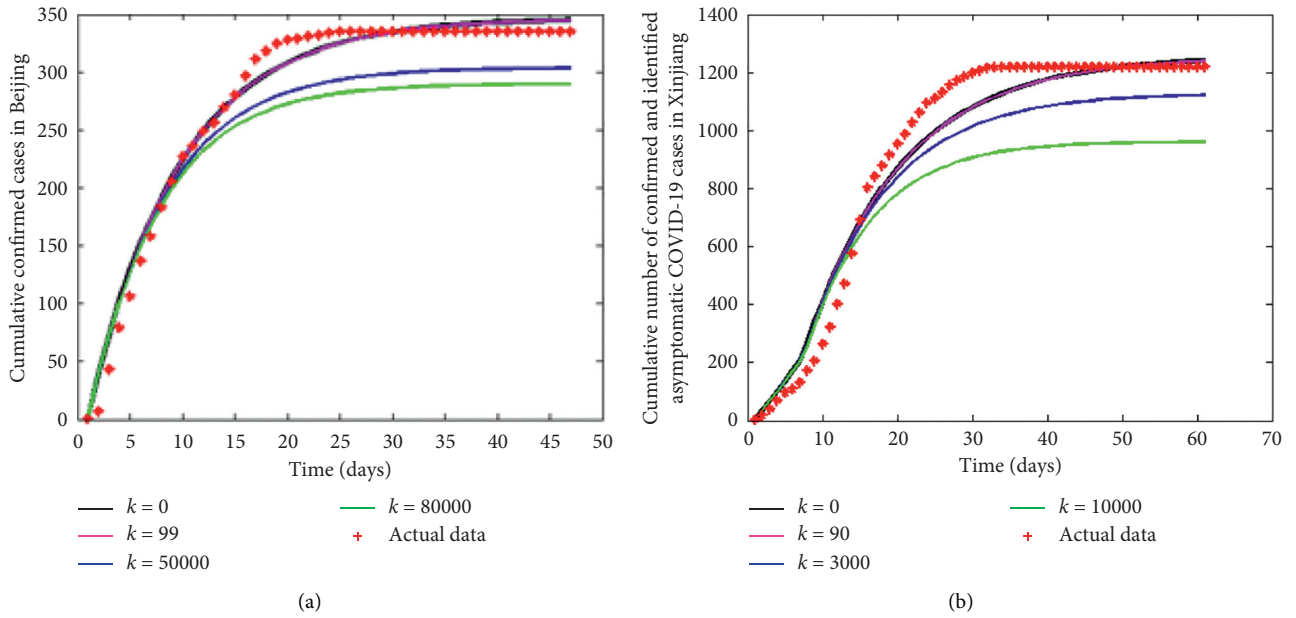 Cumulative confirmed cases in Beijing
350
300
250
200
150
100
50
0
0 5 10 15 20 25 30 35 40 45 50
Time (days)
k = 0
k = 99
k = 50000
k = 80000
Actual data
(a)
Cumulative number of confirmed and identified
asymptomatic COVID-19 cases in Xinjiang
1400
1200
1000
800
600
400
200
0
0 10 20 30 40 50 60 70
Time (days)
k = 0
k = 90
k = 3000
k = 10000
Actual data
(b)